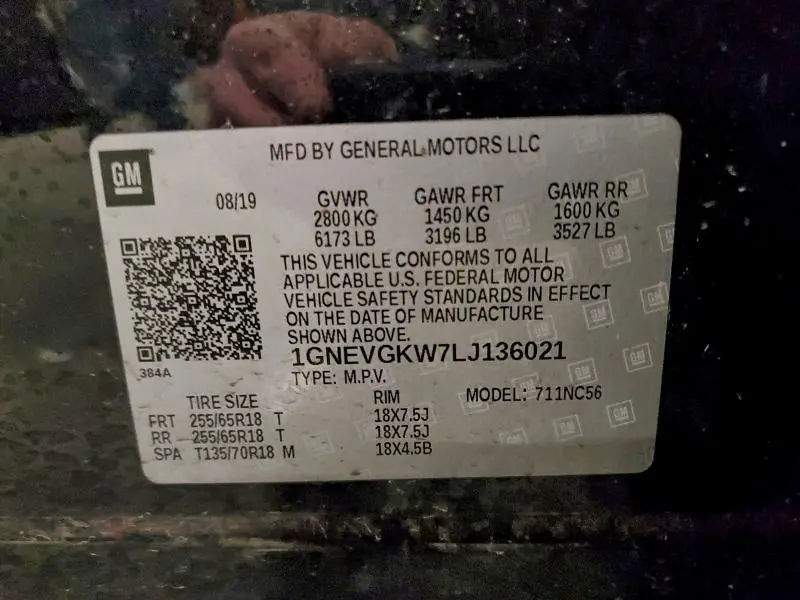 GM
MFD BY GENERAL MOTORS LLC
08/19
GVWR GAWR FRT GAWR RR
2800 KG 1450 KG 1600 KG
6173 LB 3196 LB 3527 LB
THIS VEHICLE CONFORMS TO ALL
APPLICABLE U.S. FEDERAL MOTOR
VEHICLE SAFETY STANDARDS IN EFFECT
ON THE DATE OF MANUFACTURE
SHOWN ABOVE.
1GNEVGKW7LJ136021
384A
TYPE: M.P.V.
TIRE SIZE RIM MODEL: 711NC56
FRT 255/65R18 T 18X7.5J
RR 255/65R18 T 18X7.5J
SPA T135/70R18 M 18X4.5B